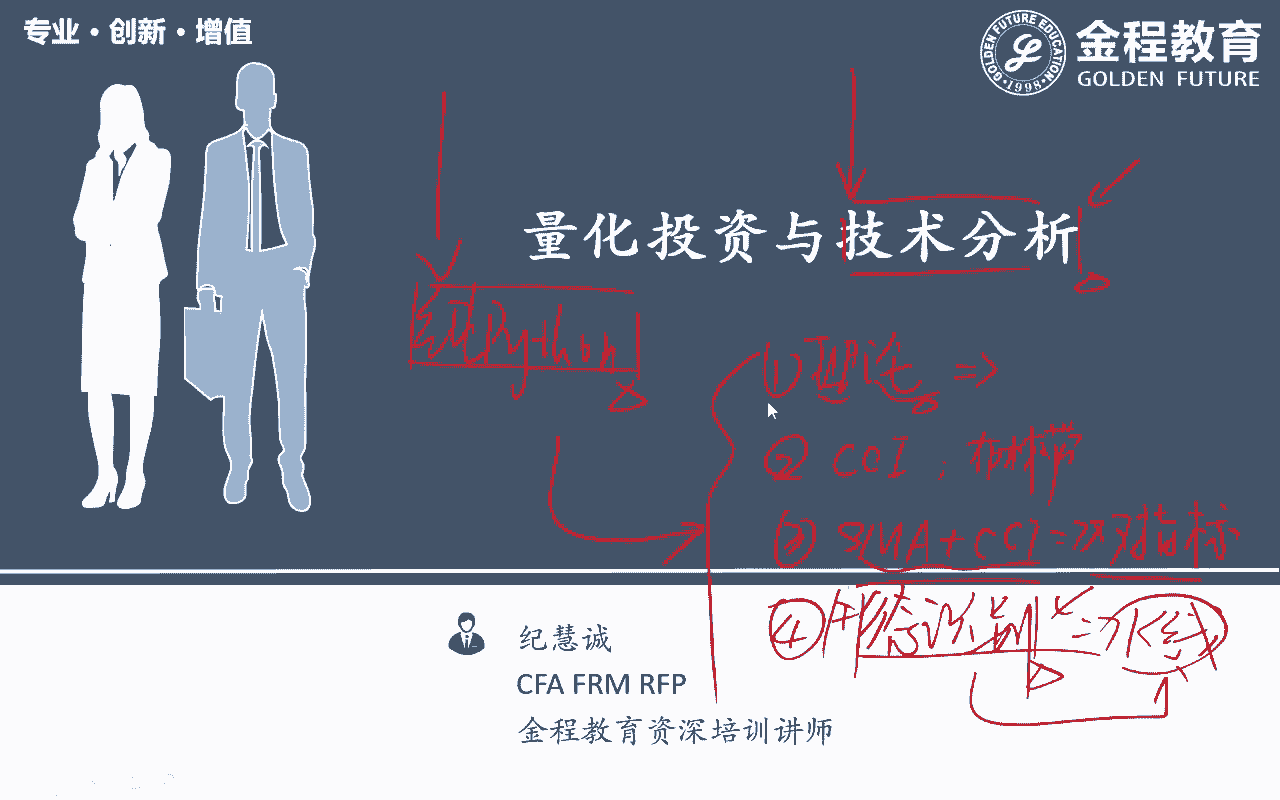 专业·创新·增值
GOLDEN FUTURE EDUCATION
·1998·
金程教育
GOLDEN FUTURE
量化投资与技术分析
结孔Python
①理论 =>
② CCI，布林带
③ SMA+CCI=双指标
④形态识别=>K线
纪慧诚
CFA FRM RFP
金程教育资深培训讲师